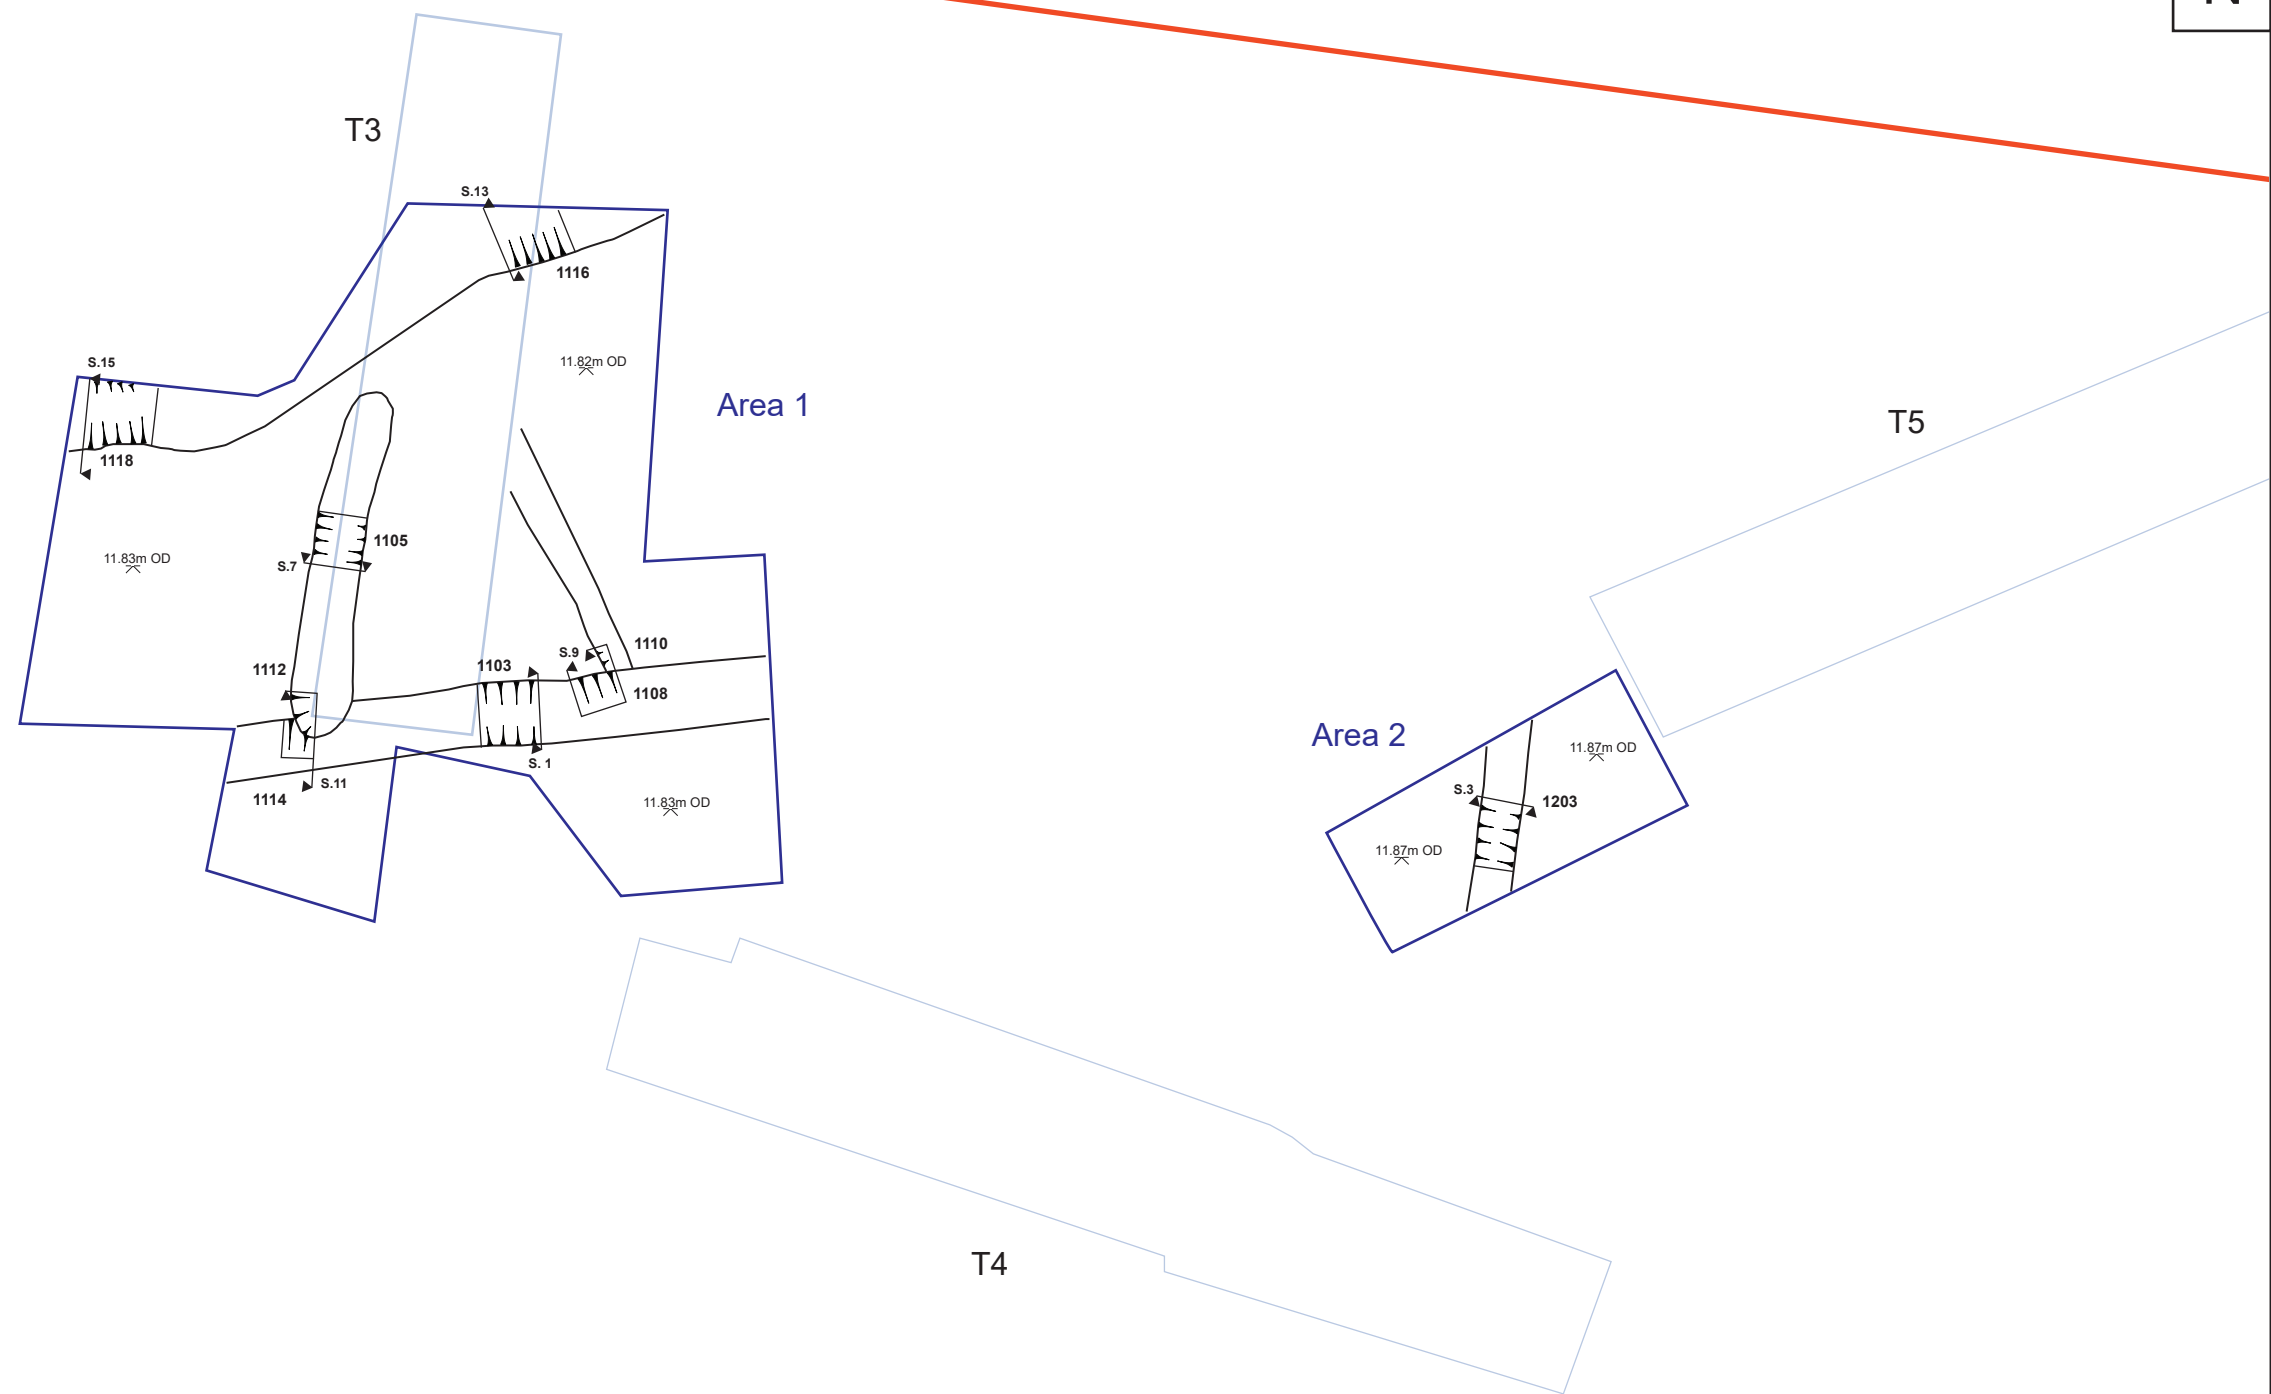 N
T3
S.13
1116
11.82m OD
S.15
1118
Area 1
T5
11.83m OD
1105
S.7
1110
S.9
1112
1103
1108
Area 2
11.87m OD
S. 1
S.11
1114
11.83m OD
S.3
1203
11.87m OD
T4